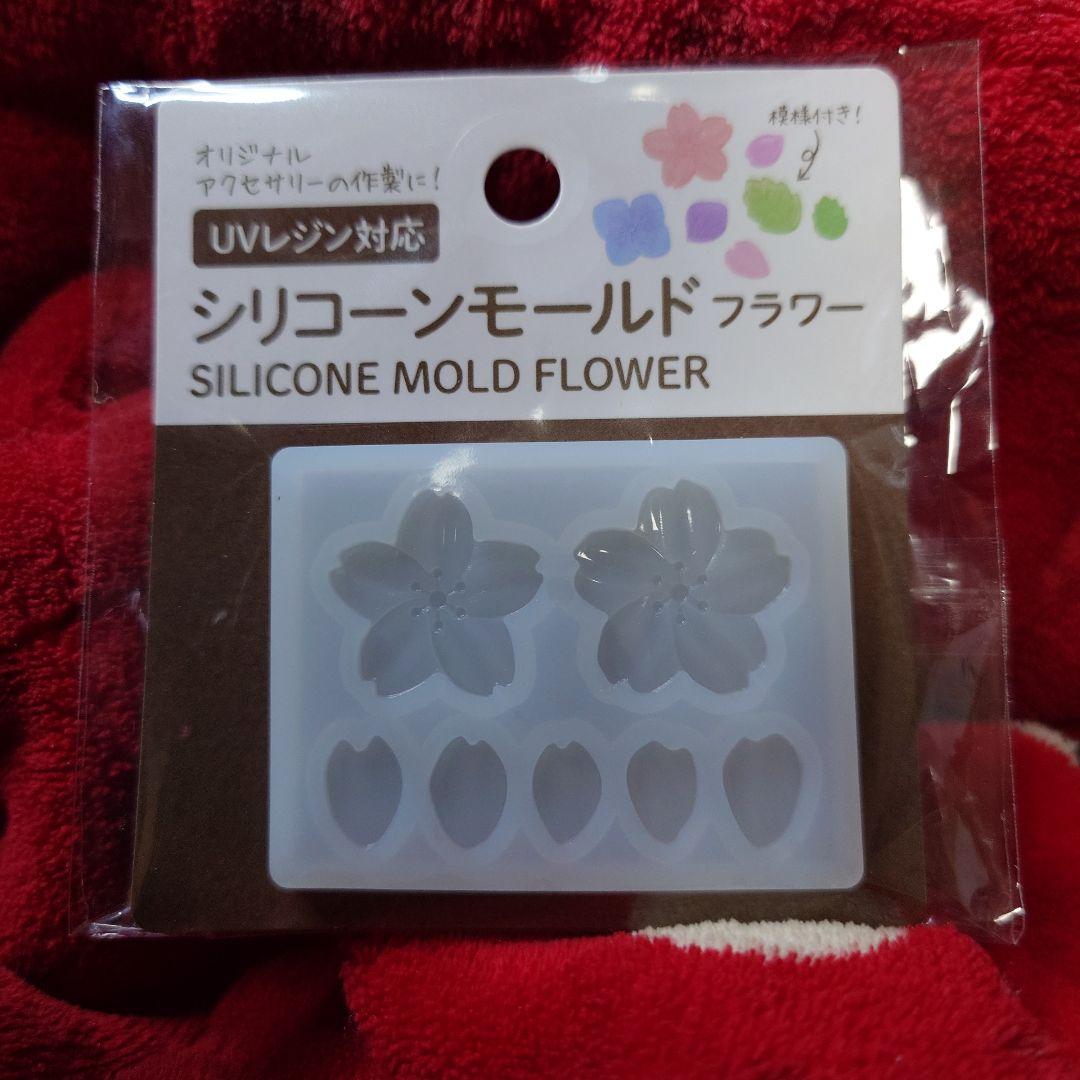 オリジナル
アクセサリーの作製に!
模様付き!
UVレジン対応
シリコーンモールド フラワー
SILICONE MOLD FLOWER